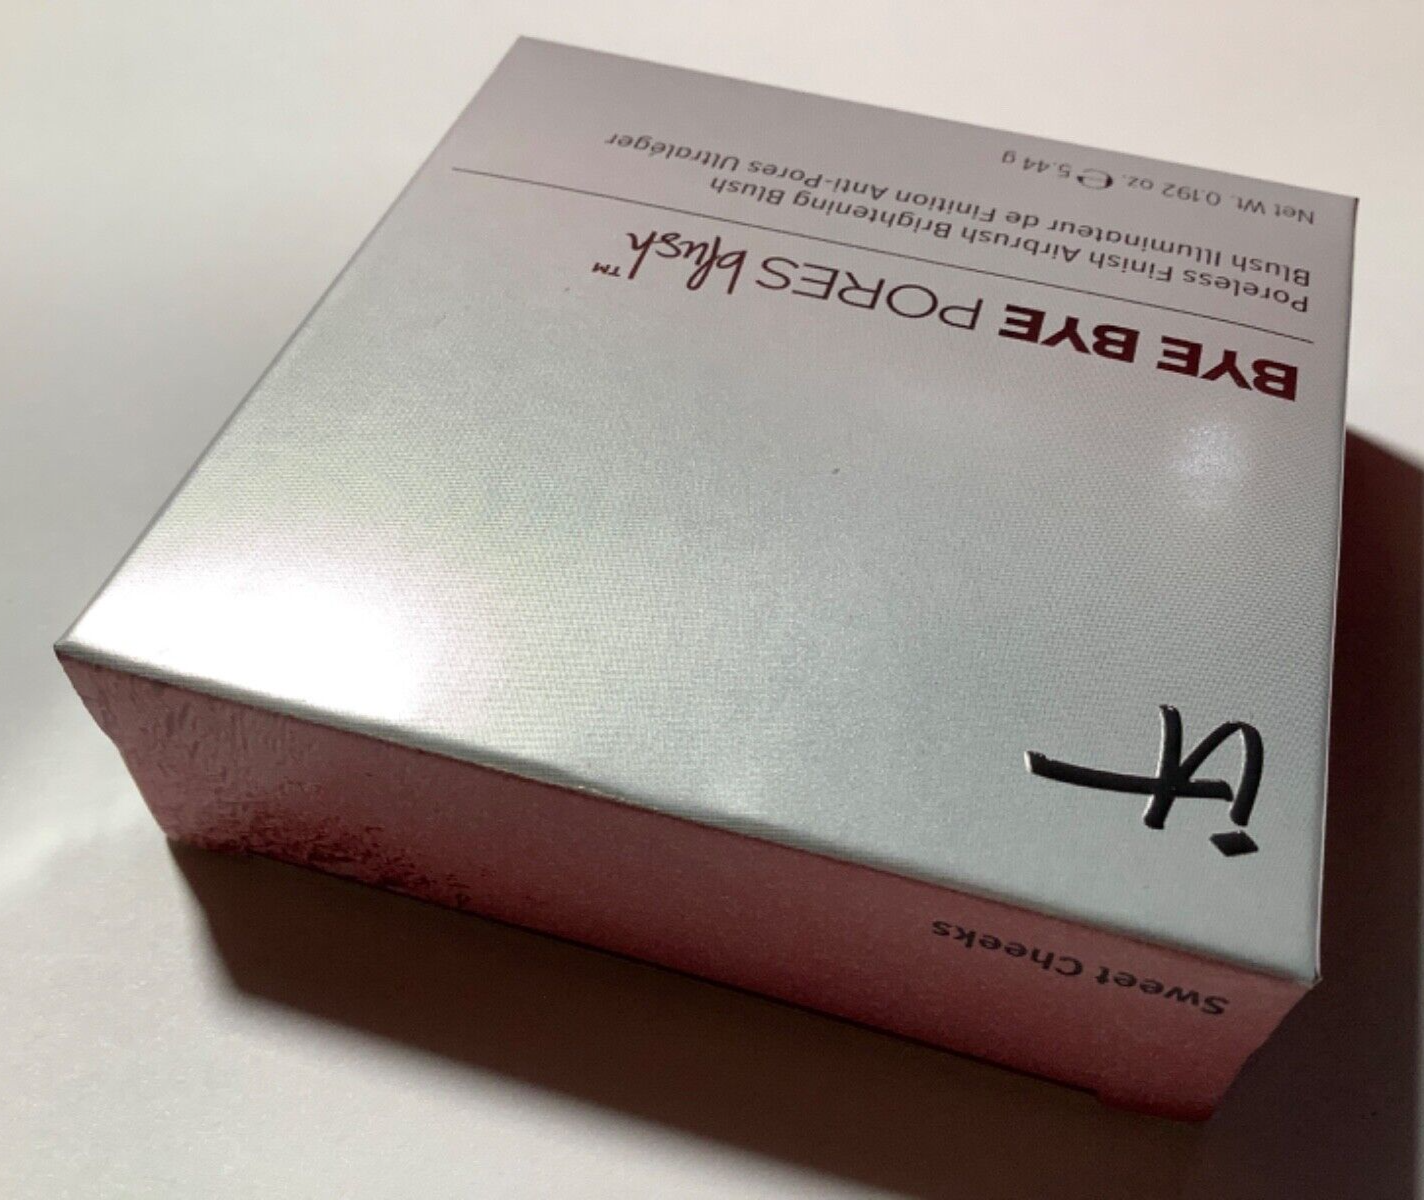 it
BYE BYE PORES blush™
Poreless Finish Airbrush Brightening Blush
Blush Illuminateur de Finition Anti-Pores Ultraléger
Net Wt. 0.192 oz. ℮ 5.44 g
Sweet Cheeks